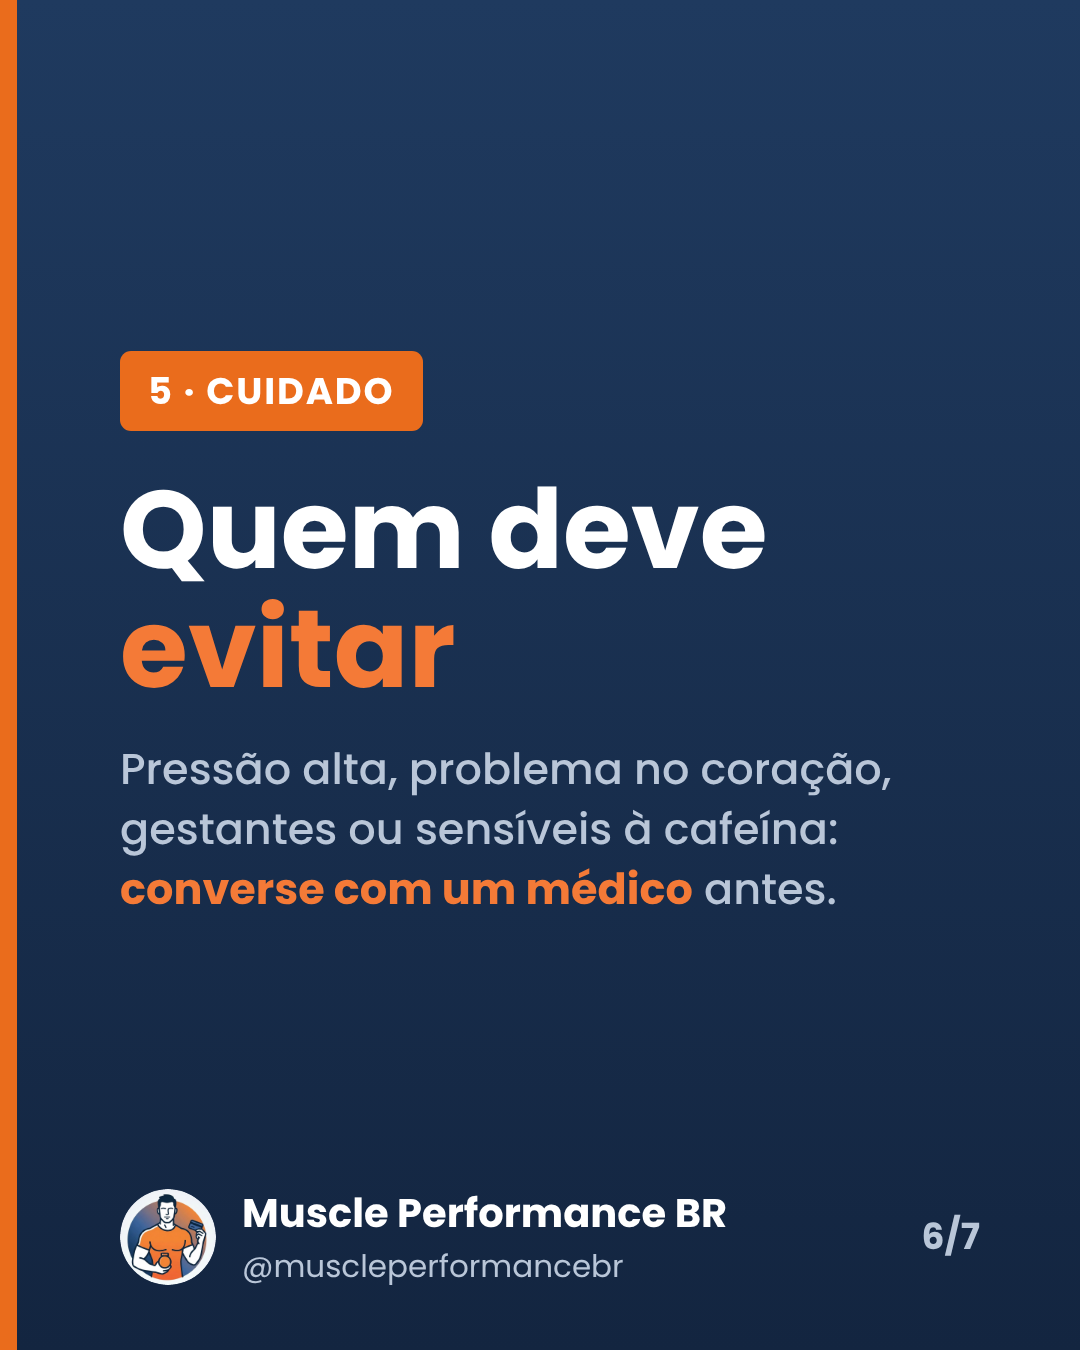 5 · CUIDADO
Quem deve
evitar
Pressão alta, problema no coração,
gestantes ou sensíveis à cafeína:
converse com um médico antes.
Muscle Performance BR
@muscleperformancebr
6/7